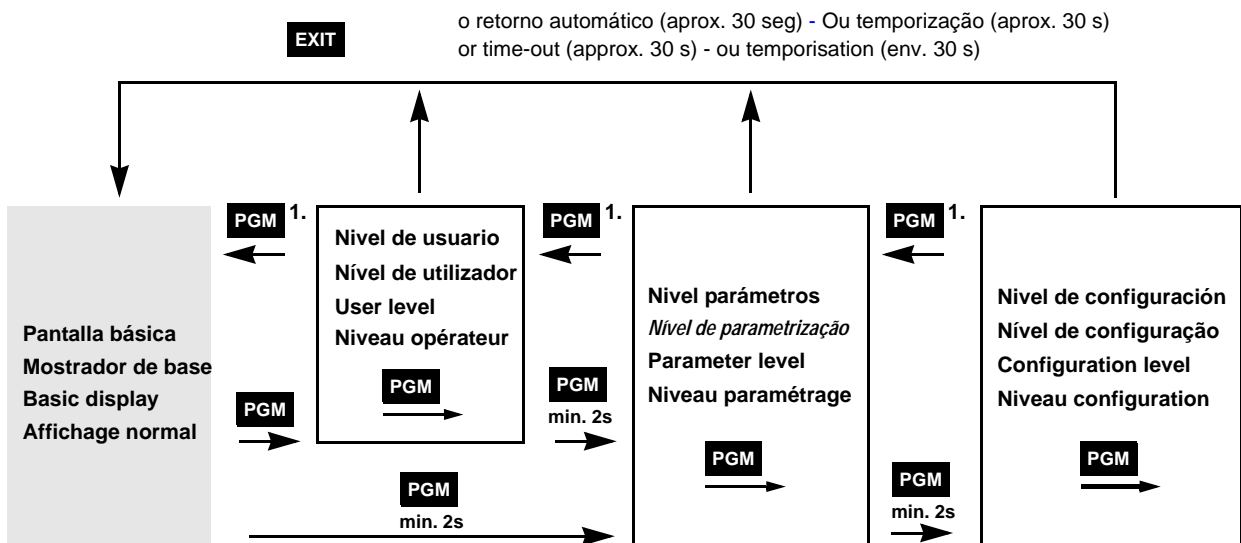 EXIT
o retorno automático (aprox. 30 seg) - Ou temporização (aprox. 30 s)
or time-out (approx. 30 s) - ou temporisation (env. 30 s)
PGM 1.
PGM 1.
PGM 1.
Pantalla básica
Mostrador de base
Basic display
Affichage normal
PGM
Nivel de usuario
Nível de utilizador
User level
Niveau opérateur
PGM
PGM
min. 2s
PGM
min. 2s
Nivel parámetros
Nível de parametrização
Parameter level
Niveau paramétrage
PGM
PGM
min. 2s
Nivel de configuración
Nível de configuração
Configuration level
Niveau configuration
PGM